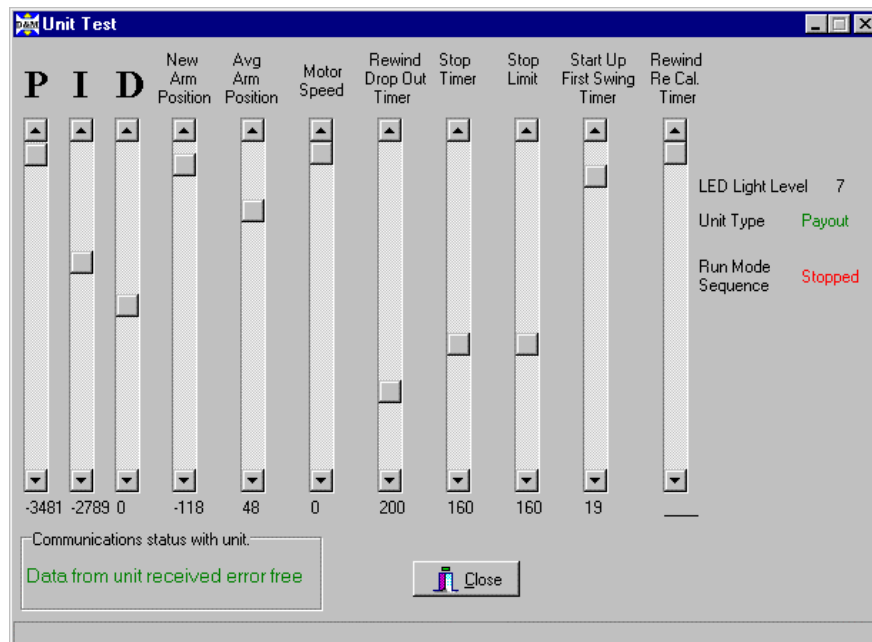 P&M Unit Test
P
I
D
New
Arm
Position
Avg
Arm
Position
Motor
Speed
Rewind
Drop Out
Timer
Stop
Timer
Stop
Limit
Start Up
First Swing
Timer
Rewind
Re Cal.
Timer
LED Light Level 7
Unit Type Payout
Run Mode
Sequence Stopped
-3481 -2789 0 -118 48 0 200 160 160 19
Communications status with unit.
Data from unit received error free
Close